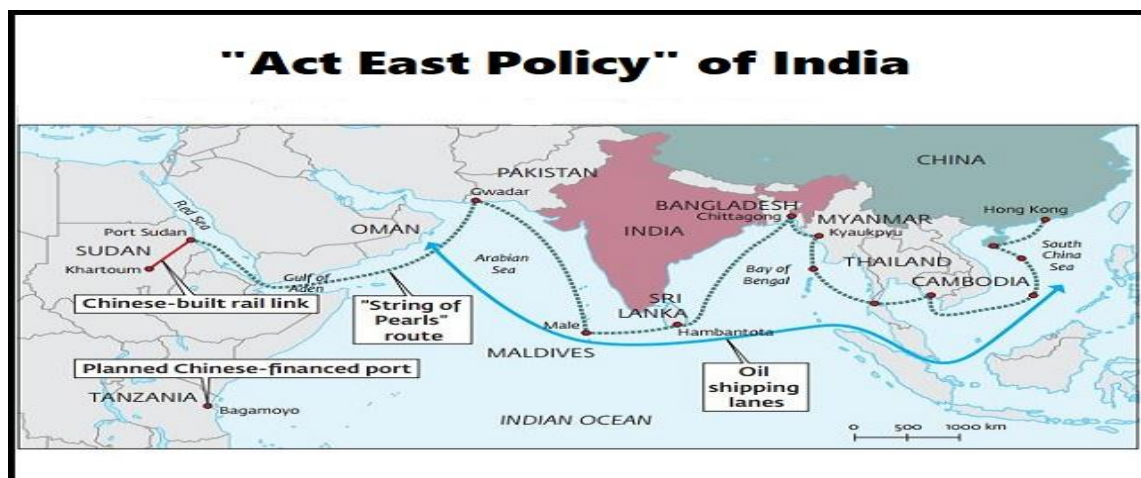 "Act East Policy" of India
CHINA
PAKISTAN
Gwadar
Hong Kong
BANGLADESH
Chittagong
MYANMAR
Kyaukpyu
Red Sea
Port Sudan
OMAN
INDIA
SUDAN
Khartoum
Arabian
Sea
Bay of
Bengal
THAILAND
South
China
Sea
Gulf of
Aden
CAMBODIA
Chinese-built rail link
"String of
Pearls"
route
SRI
LANKA
Male
Hambantota
MALDIVES
Planned Chinese-financed port
Oil
shipping
lanes
TANZANIA
Bagamoyo
INDIAN OCEAN
0 500 1000 km